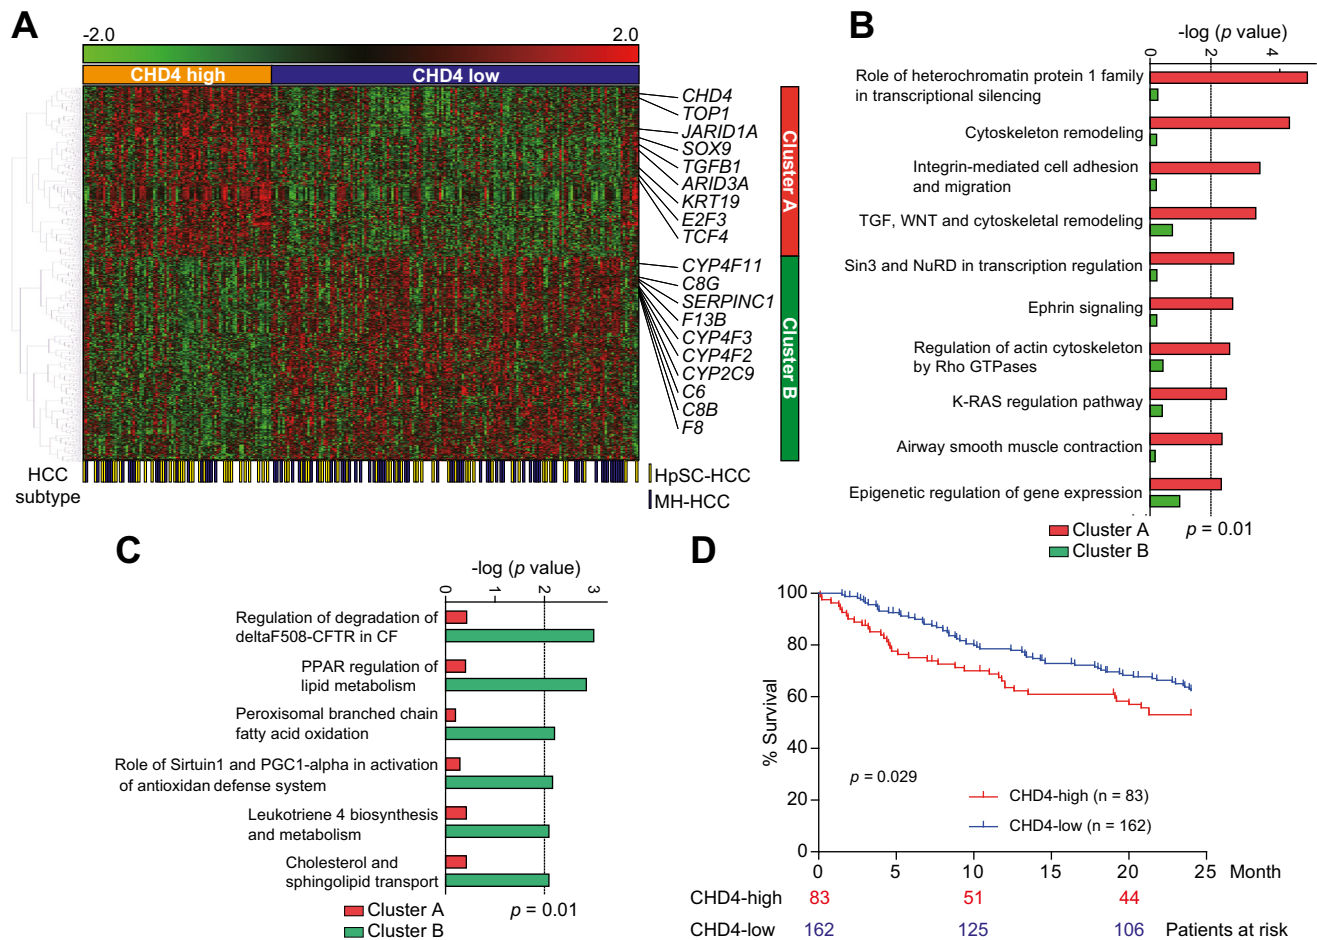 A
-2.0
2.0
CHD4 high
CHD4 low
CHD4
TOP1
JARID1A
SOX9
TGFB1
ARID3A
KRT19
E2F3
TCF4
CYP4F11
C8G
SERPINC1
F13B
CYP4F3
CYP4F2
CYP2C9
C6
C8B
F8
Cluster A
Cluster B
HCC
subtype
HpSC-HCC
MH-HCC
B
-log (p value)
0 2 4
Role of heterochromatin protein 1 family
in transcriptional silencing
Cytoskeleton remodeling
Integrin-mediated cell adhesion
and migration
TGF, WNT and cytoskeletal remodeling
Sin3 and NuRD in transcription regulation
Ephrin signaling
Regulation of actin cytoskeleton
by Rho GTPases
K-RAS regulation pathway
Airway smooth muscle contraction
Epigenetic regulation of gene expression
Cluster A
Cluster B
p = 0.01
C
-log (p value)
0 1 2 3
Regulation of degradation of
deltaF508-CFTR in CF
PPAR regulation of
lipid metabolism
Peroxisomal branched chain
fatty acid oxidation
Role of Sirtuin1 and PGC1-alpha in activation
of antioxidan defense system
Leukotriene 4 biosynthesis
and metabolism
Cholesterol and
sphingolipid transport
Cluster A
Cluster B
p = 0.01
D
100
80
60
40
20
0
% Survival
p = 0.029
CHD4-high (n = 83)
CHD4-low (n = 162)
0 5 10 15 20 25 Month
CHD4-high 83 51 44
CHD4-low 162 125 106 Patients at risk